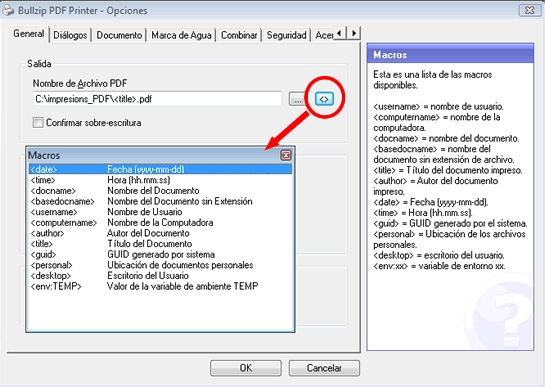 Bullzip PDF Printer - Opciones
General Diálogos Documento Marca de Agua Combinar Seguridad Acer
Salida
Nombre de Archivo PDF
C:\impresions_PDF\<title>.pdf ... <>
Confirmar sobre-escritura
Macros
<date> Fecha (yyyy-mm-dd)
<time> Hora (hh.mm.ss)
<docname> Nombre del Documento
<basedocname> Nombre del Documento sin Extensión
<username> Nombre de Usuario
<computername> Nombre de la Computadora
<author> Autor del Documento
<title> Título del Documento
<guid> GUID generado por sistema
<personal> Ubicación de documentos personales
<desktop> Escritorio del Usuario
<env:TEMP> Valor de la variable de ambiente TEMP
Macros
Esta es una lista de las macros
disponibles.
<username> = nombre de usuario.
<computername> = nombre de la
computadora.
<docname> = nombre del documento.
<basedocname> = nombre del
documento sin extensión de archivo.
<title> = Título del documento impreso.
<author> = Autor del documento
impreso.
<date> = Fecha (yyyy-mm-dd).
<time> = Hora (hh.mm.ss).
<guid> = GUID generado por el sistema.
<personal> = Ubicación de los archivos
personales.
<desktop> = escritorio del usuario.
<env:xx> = variable de entorno xx.
OK Cancelar